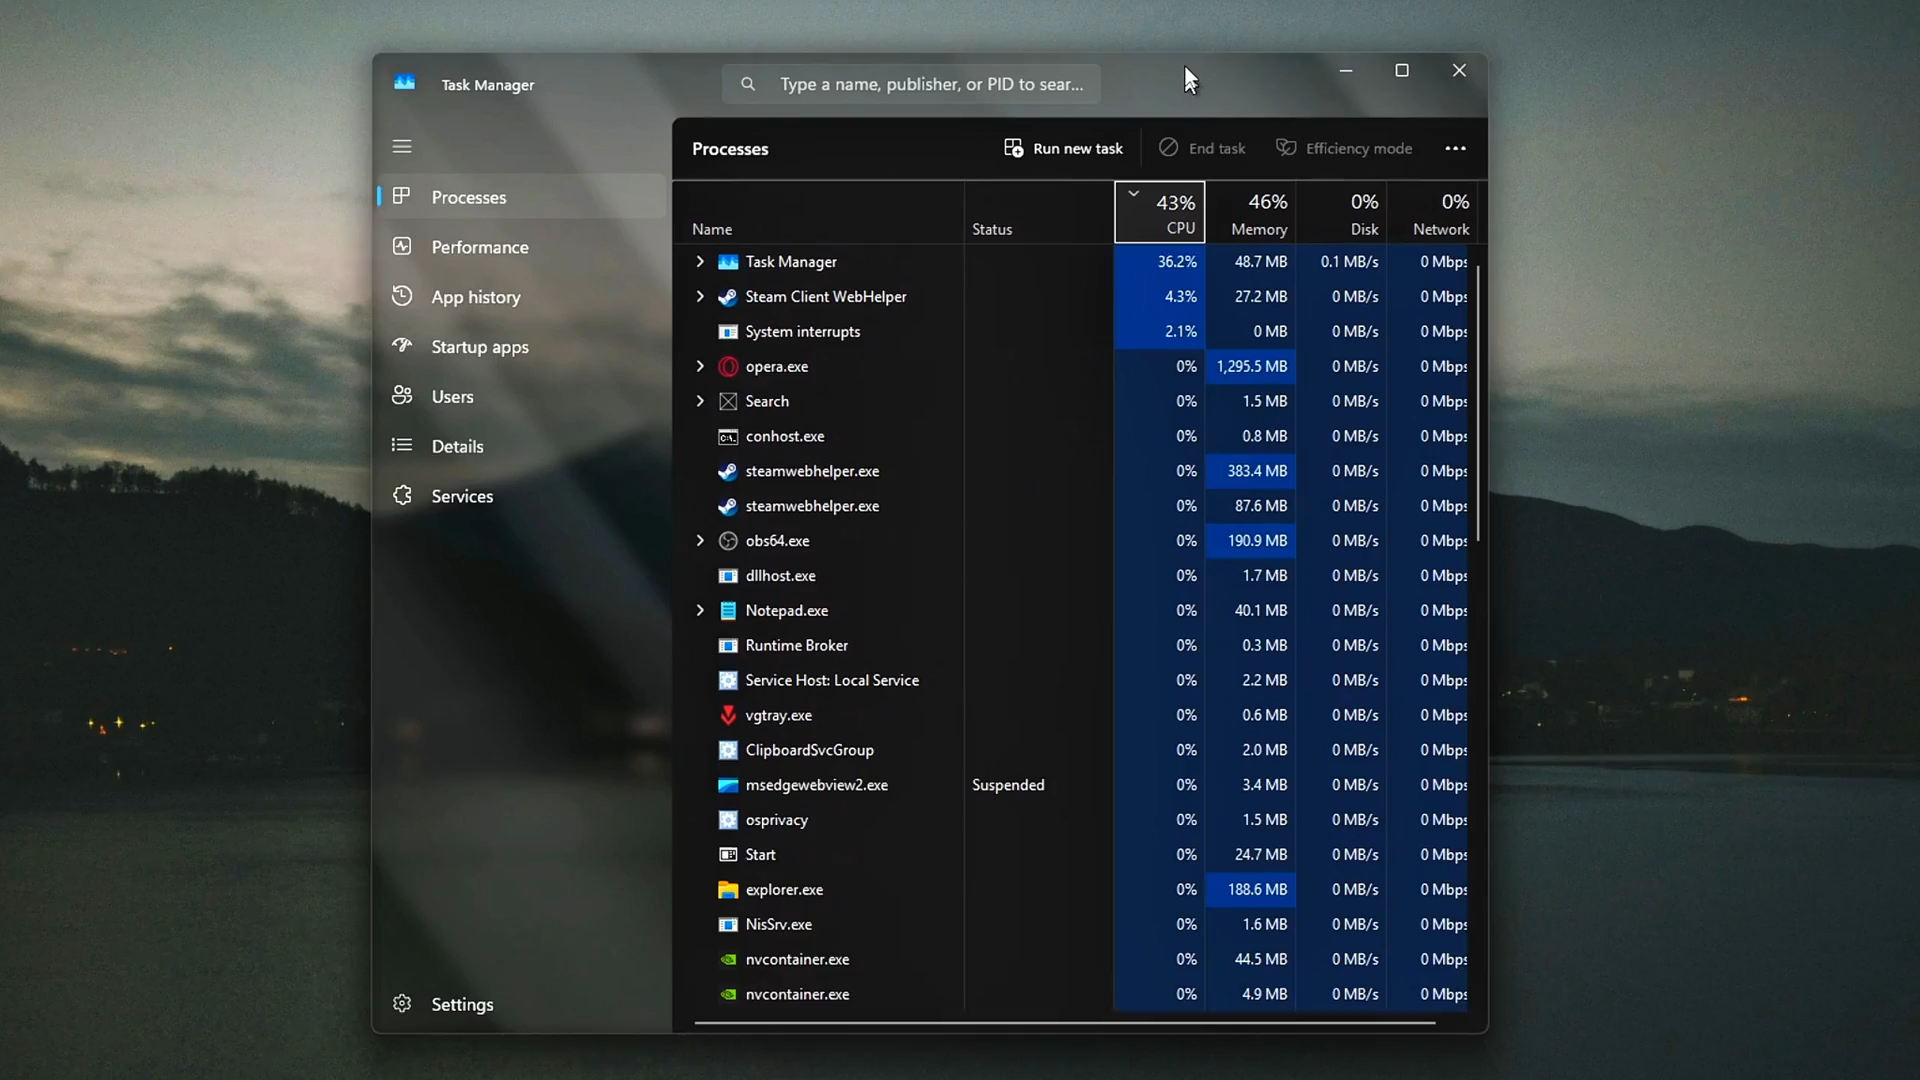 Task Manager
Type a name, publisher, or PID to sear...
Processes
Performance
App history
Startup apps
Users
Details
Services
Settings
Processes
Run new task
End task
Efficiency mode
Name Status 43% CPU 46% Memory 0% Disk 0% Network
Task Manager 36.2% 48.7 MB 0.1 MB/s 0 Mbps
Steam Client WebHelper 4.3% 27.2 MB 0 MB/s 0 Mbps
System interrupts 2.1% 0 MB 0 MB/s 0 Mbps
opera.exe 0% 1,295.5 MB 0 MB/s 0 Mbps
Search 0% 1.5 MB 0 MB/s 0 Mbps
conhost.exe 0% 0.8 MB 0 MB/s 0 Mbps
steamwebhelper.exe 0% 383.4 MB 0 MB/s 0 Mbps
steamwebhelper.exe 0% 87.6 MB 0 MB/s 0 Mbps
obs64.exe 0% 190.9 MB 0 MB/s 0 Mbps
dllhost.exe 0% 1.7 MB 0 MB/s 0 Mbps
Notepad.exe 0% 40.1 MB 0 MB/s 0 Mbps
Runtime Broker 0% 0.3 MB 0 MB/s 0 Mbps
Service Host: Local Service 0% 2.2 MB 0 MB/s 0 Mbps
vgtray.exe 0% 0.6 MB 0 MB/s 0 Mbps
ClipboardSvcGroup 0% 2.0 MB 0 MB/s 0 Mbps
msedgewebview2.exe Suspended 0% 3.4 MB 0 MB/s 0 Mbps
osprivacy 0% 1.5 MB 0 MB/s 0 Mbps
Start 0% 24.7 MB 0 MB/s 0 Mbps
explorer.exe 0% 188.6 MB 0 MB/s 0 Mbps
NisSrv.exe 0% 1.6 MB 0 MB/s 0 Mbps
nvcontainer.exe 0% 44.5 MB 0 MB/s 0 Mbps
nvcontainer.exe 0% 4.9 MB 0 MB/s 0 Mbps